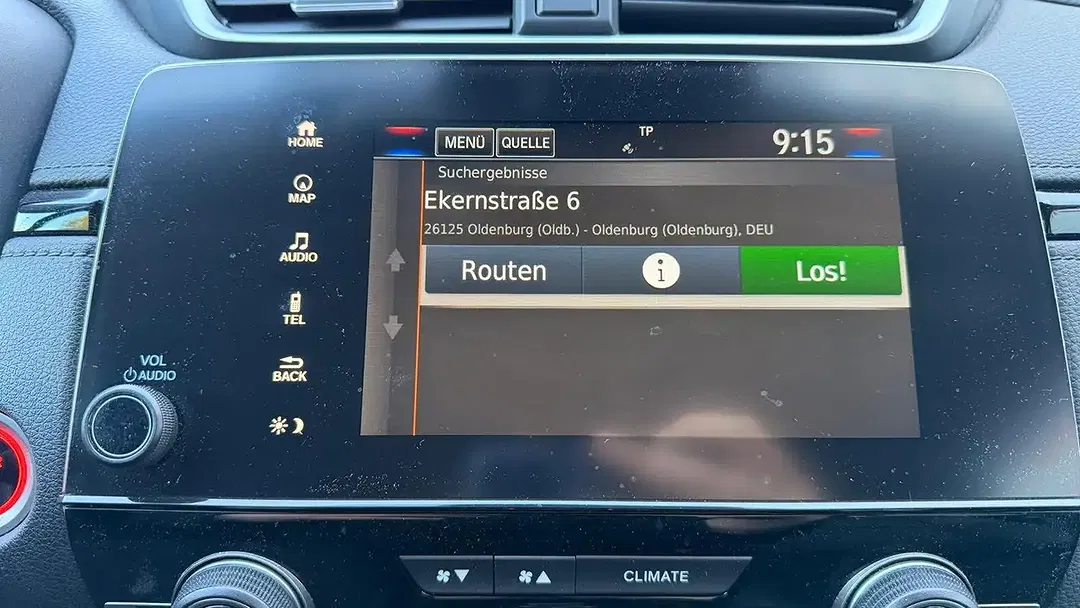 HOME
MAP
AUDIO
TEL
BACK
VOL
AUDIO
MENÜ QUELLE TP 9:15
Suchergebnisse
Ekernstraße 6
26125 Oldenburg (Oldb.) - Oldenburg (Oldenburg), DEU
Routen i Los!
CLIMATE